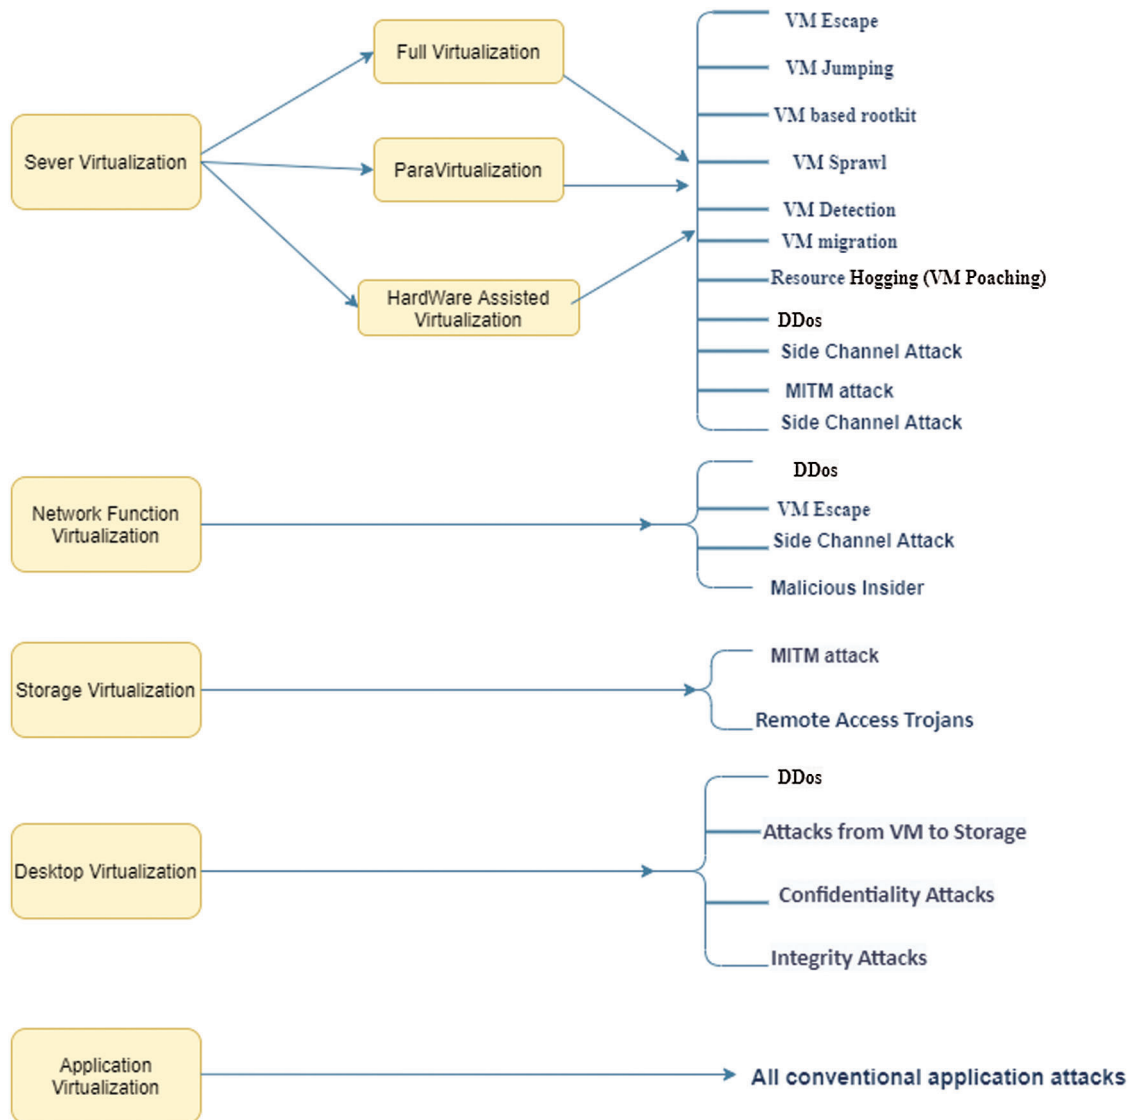 Sever Virtualization
Full Virtualization
ParaVirtualization
HardWare Assisted
Virtualization
VM Escape
VM Jumping
VM based rootkit
VM Sprawl
VM Detection
VM migration
Resource Hogging (VM Poaching)
DDos
Side Channel Attack
MITM attack
Side Channel Attack
Network Function
Virtualization
DDos
VM Escape
Side Channel Attack
Malicious Insider
Storage Virtualization
MITM attack
Remote Access Trojans
Desktop Virtualization
DDos
Attacks from VM to Storage
Confidentiality Attacks
Integrity Attacks
Application
Virtualization
All conventional application attacks